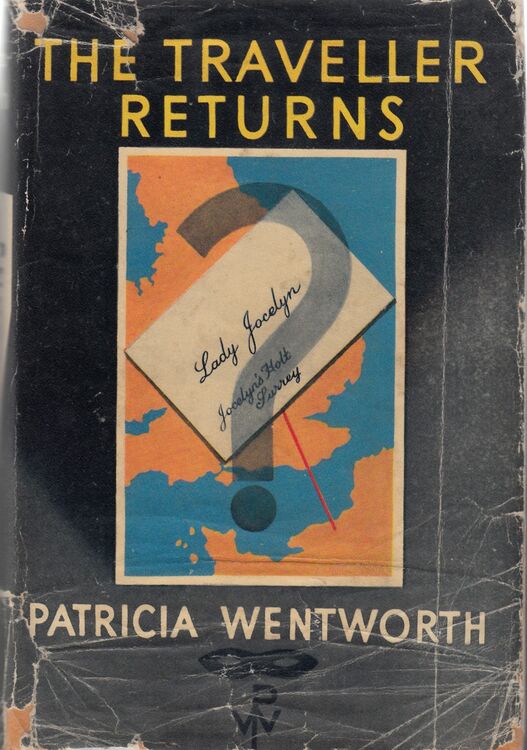 THE TRAVELLER
RETURNS
Lady Jocelyn
Jocelyn's Holt
Surrey
PATRICIA WENTWORTH